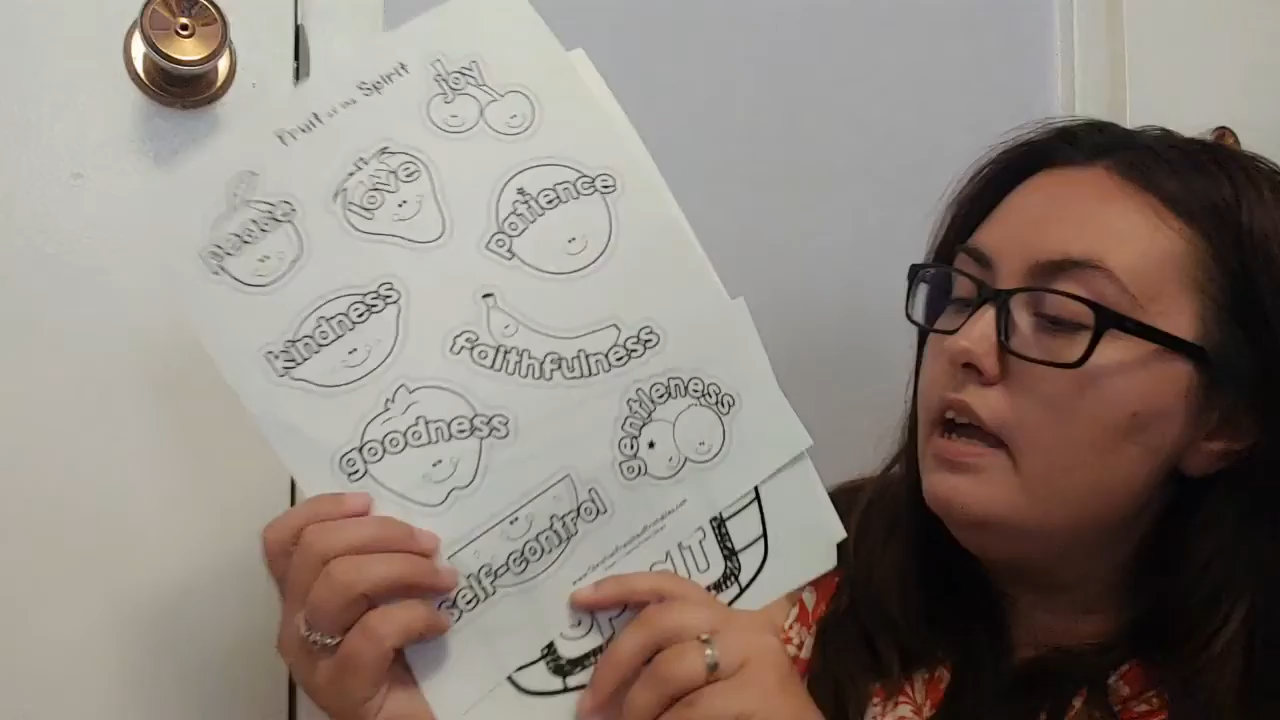 Fruit of the Spirit
joy
love
peace
patience
kindness
faithfulness
goodness
gentleness
self-control